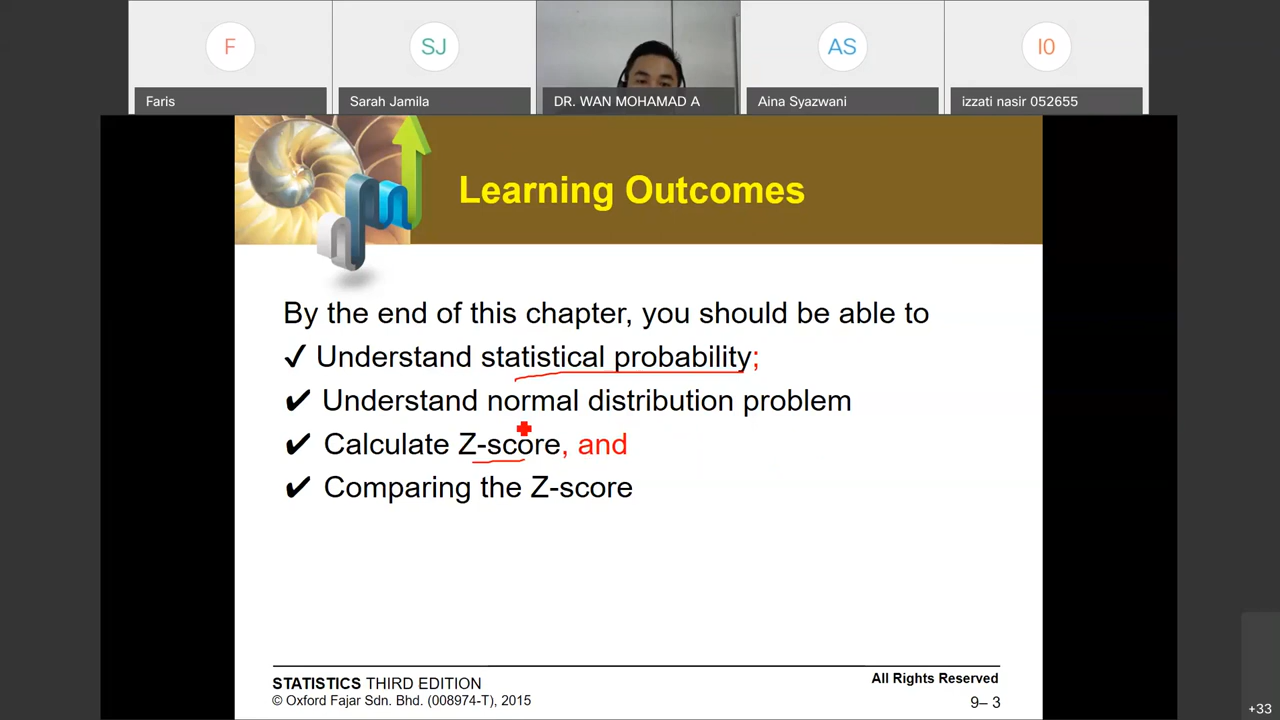 F
SJ
AS
I0
Faris
Sarah Jamila
DR. WAN MOHAMAD A
Aina Syazwani
izzati nasir 052655
Learning Outcomes
By the end of this chapter, you should be able to
✓ Understand statistical probability;
✔ Understand normal distribution problem
✔ Calculate Z-score, and
✔ Comparing the Z-score
STATISTICS THIRD EDITION
All Rights Reserved
© Oxford Fajar Sdn. Bhd. (008974-T), 2015
9– 3
+33